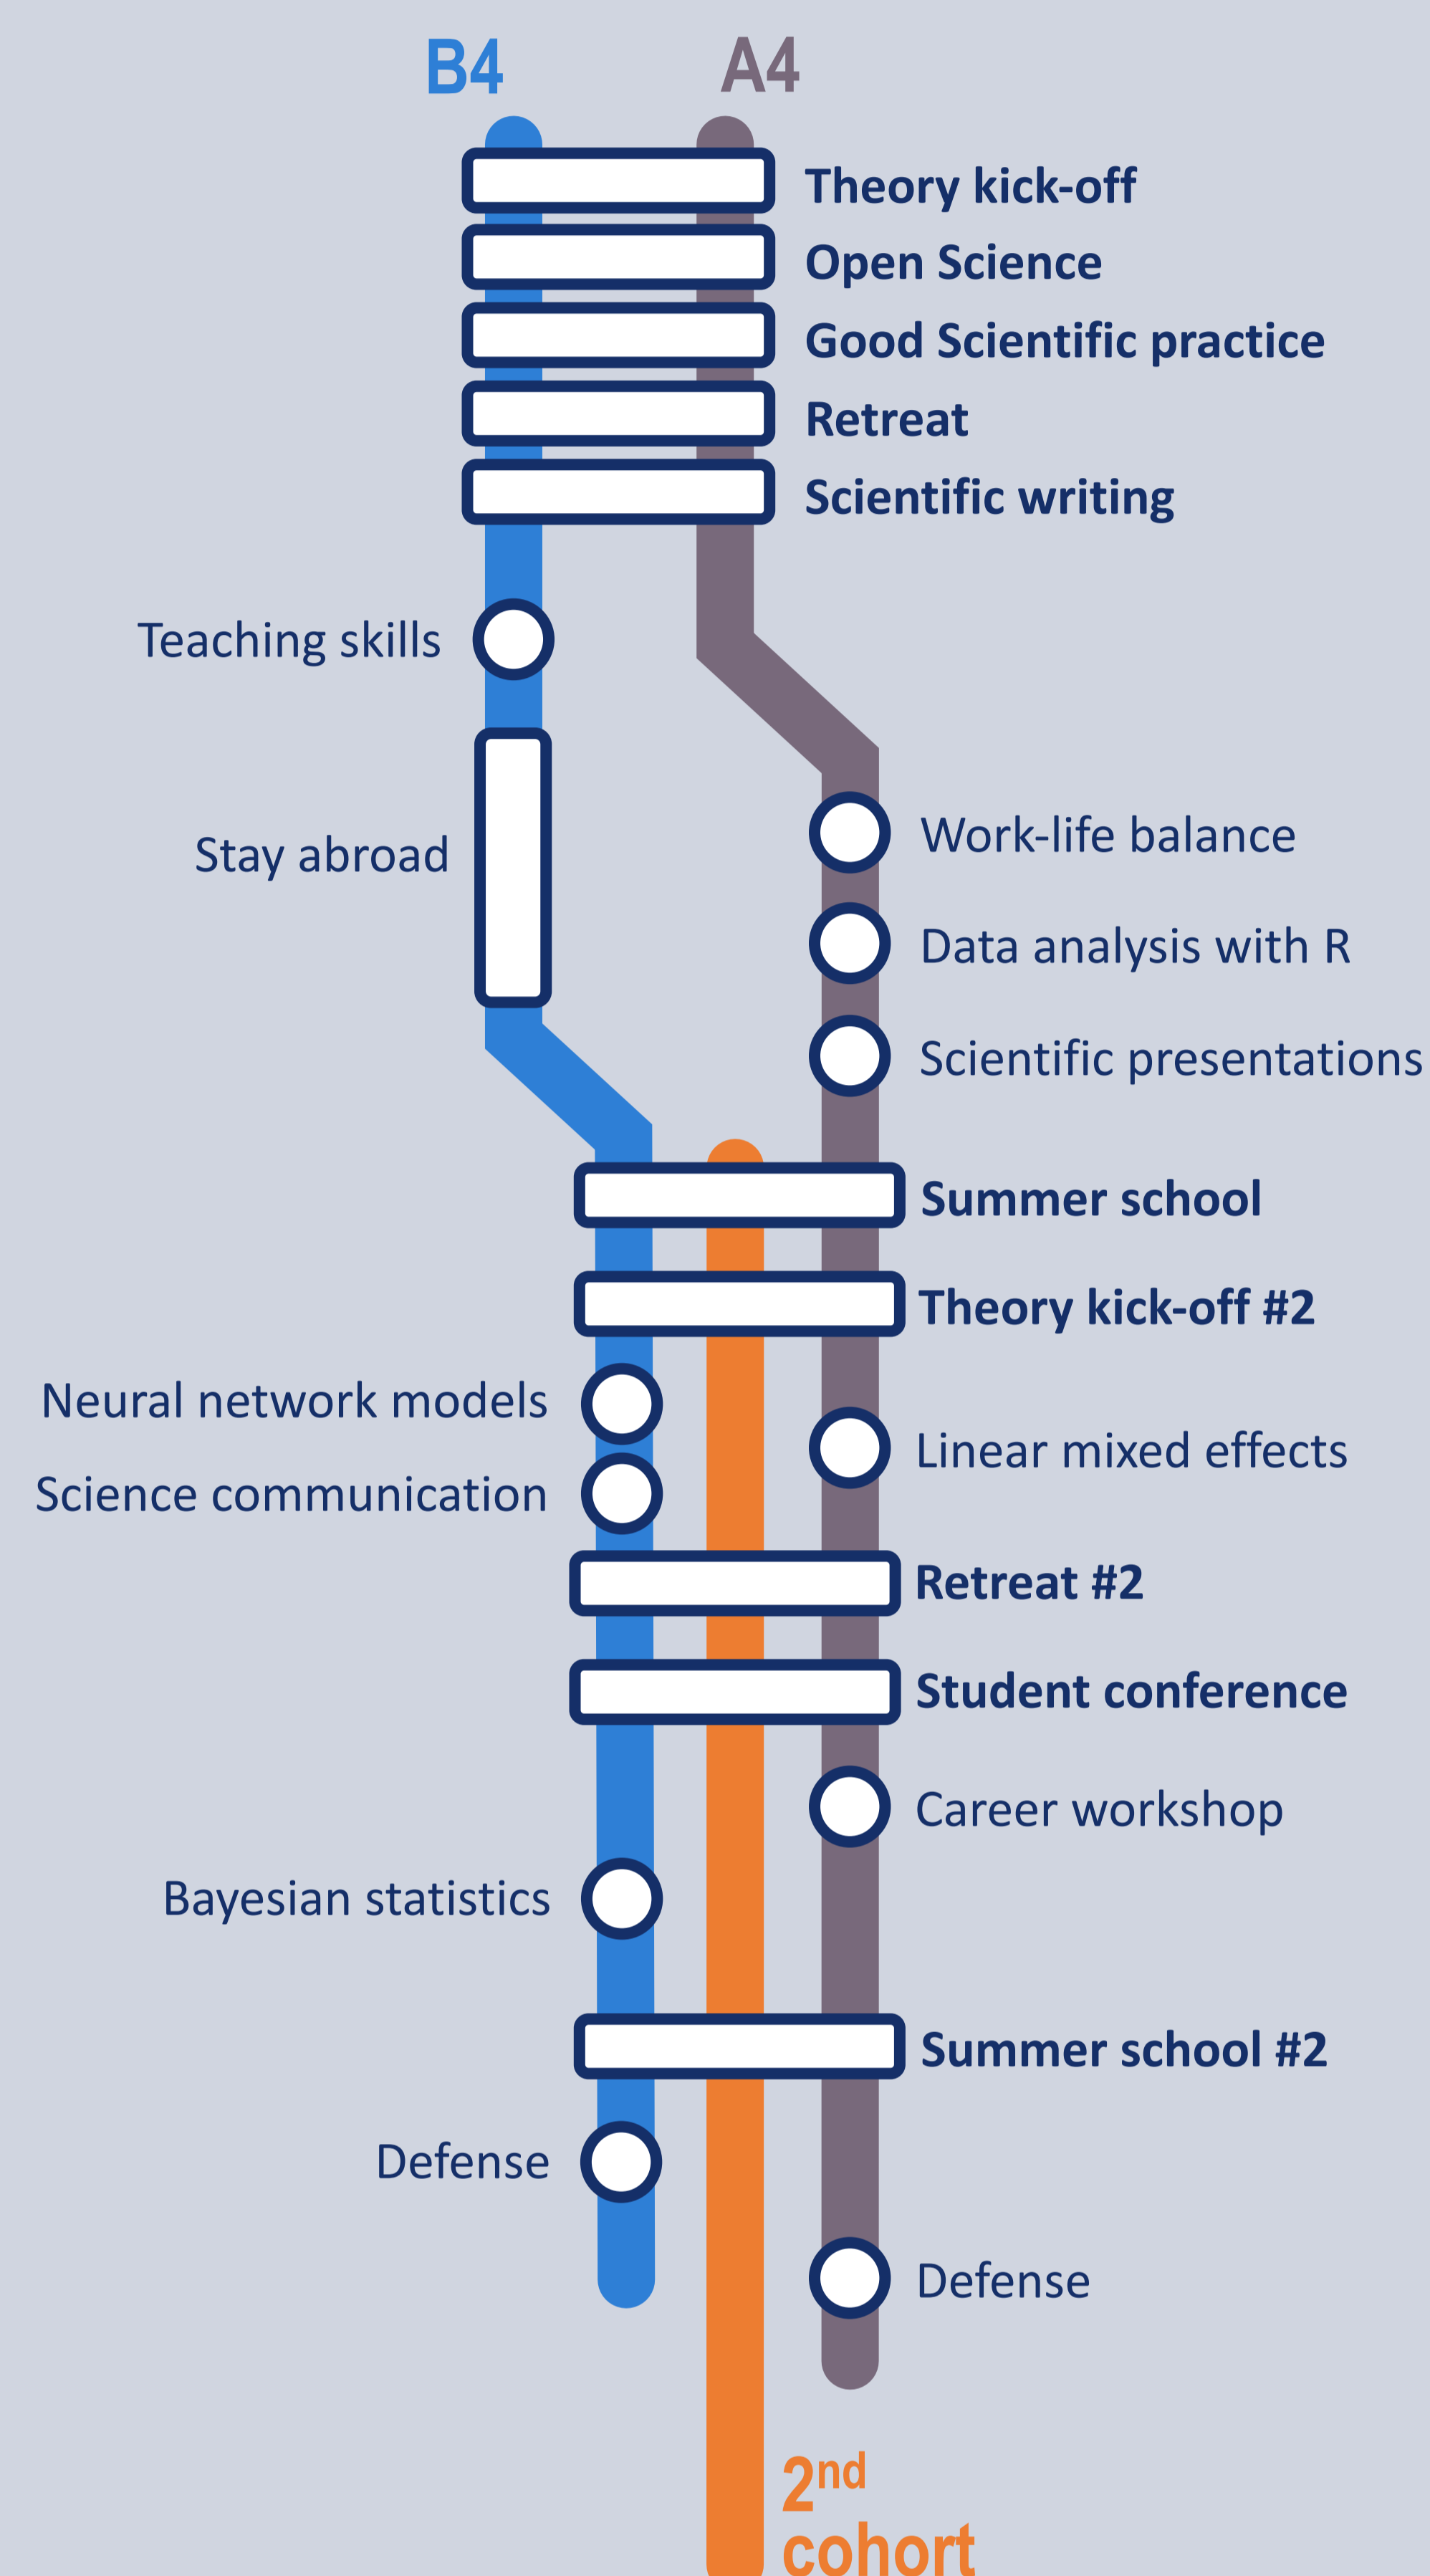 B4
A4
Theory kick-off
Open Science
Good Scientific practice
Retreat
Scientific writing
Teaching skills
Stay abroad
Work-life balance
Data analysis with R
Scientific presentations
Summer school
Theory kick-off #2
Neural network models
Linear mixed effects
Science communication
Retreat #2
Student conference
Career workshop
Bayesian statistics
Summer school #2
Defense
Defense
2nd
cohort